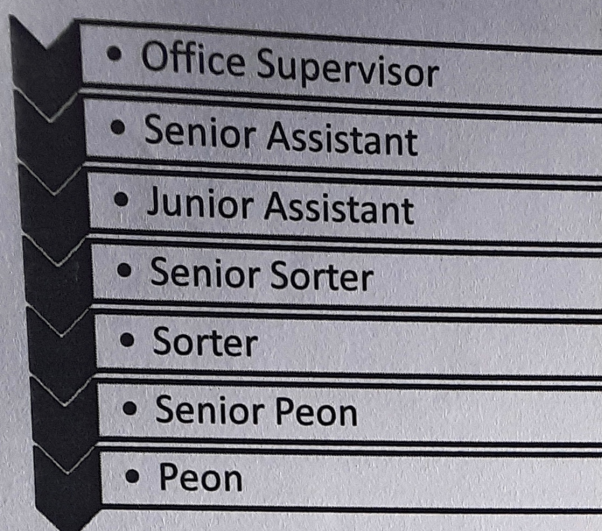 • Office Supervisor
• Senior Assistant
• Junior Assistant
• Senior Sorter
• Sorter
• Senior Peon
• Peon